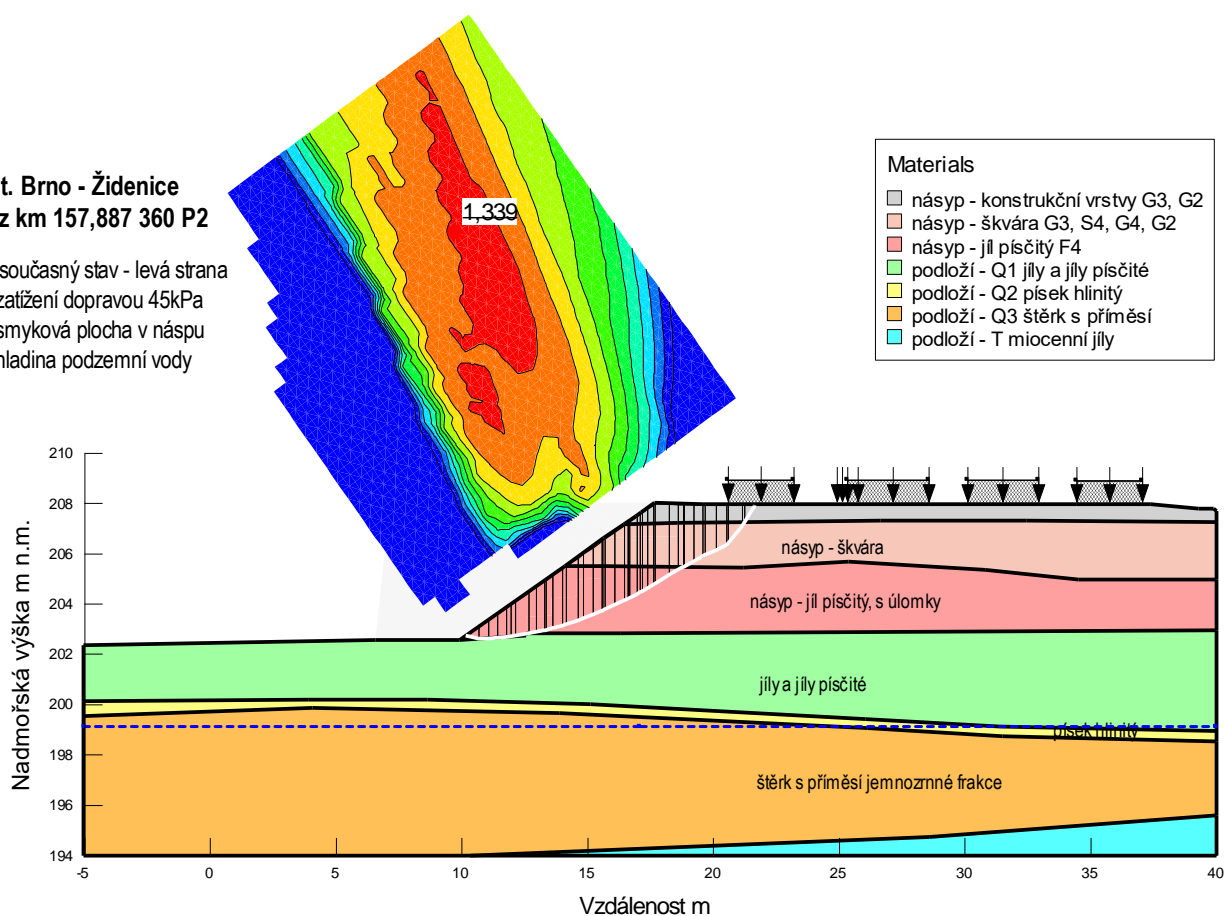 t. Brno - Židenice
z km 157,887 360 P2
současný stav - levá strana
zatížení dopravou 45kPa
smyková plocha v náspu
hladina podzemní vody
1,339
Materials
násyp - konstrukční vrstvy G3, G2
násyp - škvára G3, S4, G4, G2
násyp - jíl písčitý F4
podloží - Q1 jíly a jíly písčité
podloží - Q2 písek hlinitý
podloží - Q3 štěrk s příměsí
podloží - T miocenní jíly
Nadmořská výška m n.m.
210
208
206
204
202
200
198
196
194
násyp - škvára
násyp - jíl písčitý, s úlomky
jíly a jíly písčité
písek hlinitý
štěrk s příměsí jemnozrnné frakce
-5 0 5 10 15 20 25 30 35 40
Vzdálenost m